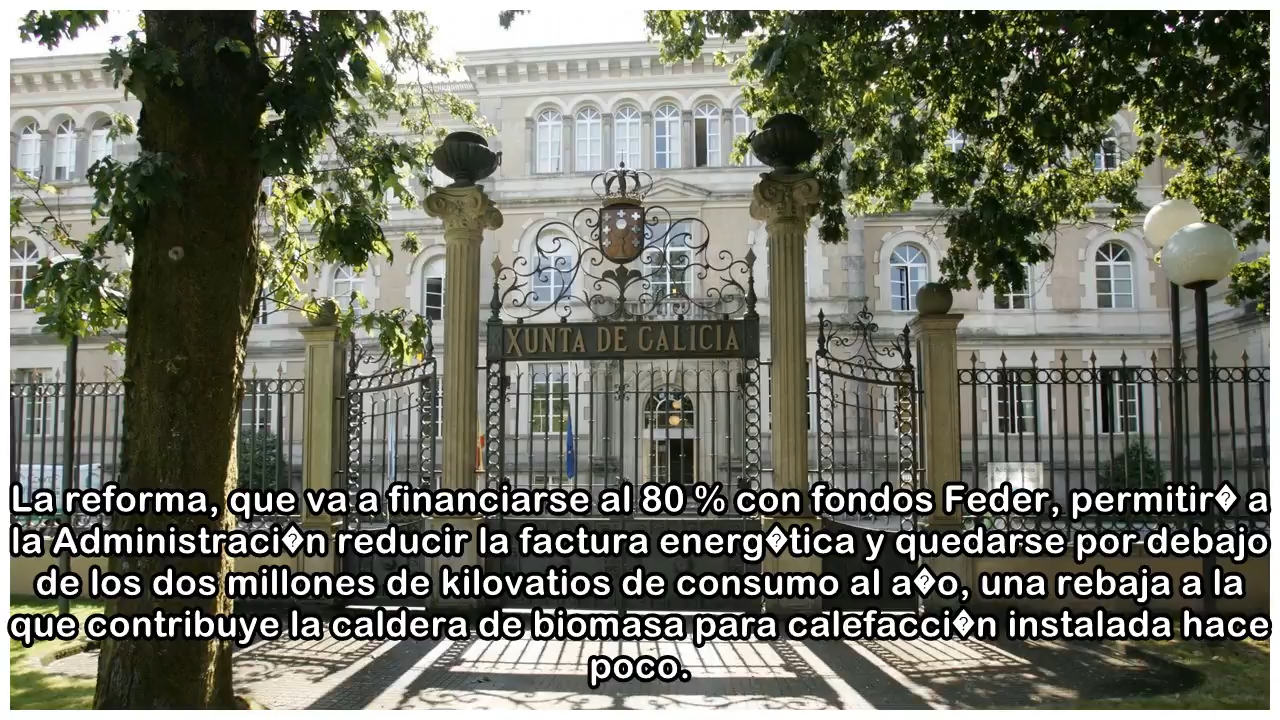 XUNTA DE GALICIA
La reforma, que va a financiarse al 80 % con fondos Feder, permitir� a
la Administraci�n reducir la factura energ�tica y quedarse por debajo
de los dos millones de kilovatios de consumo al a�o, una rebaja a la
que contribuye la caldera de biomasa para calefacci�n instalada hace
poco.